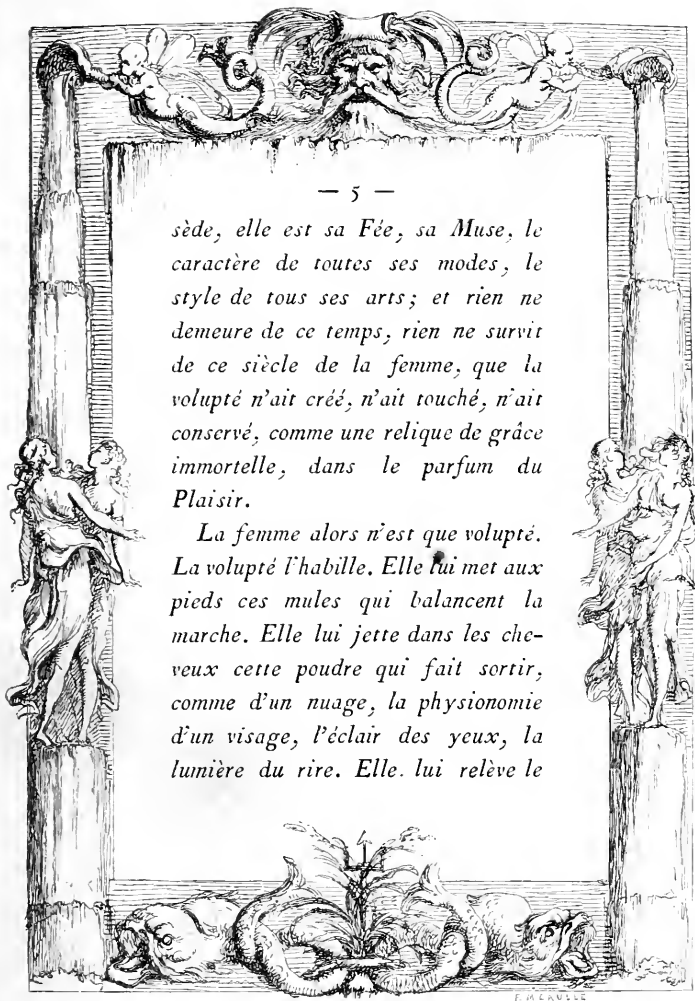 — 5 —
sède, elle est sa Fée, sa Muse, le
caractère de toutes ses modes, le
style de tous ses arts; et rien ne
demeure de ce temps, rien ne survit
de ce siècle de la femme, que la
volupté n'ait créé, n'ait touché, n'ait
conservé, comme une relique de grâce
immortelle, dans le parfum du
Plaisir.
La femme alors n'est que volupté.
La volupté l'habille. Elle lui met aux
pieds ces mules qui balancent la
marche. Elle lui jette dans les che-
veux cette poudre qui fait sortir,
comme d'un nuage, la physionomie
d'un visage, l'éclair des yeux, la
lumière du rire. Elle. lui relève le